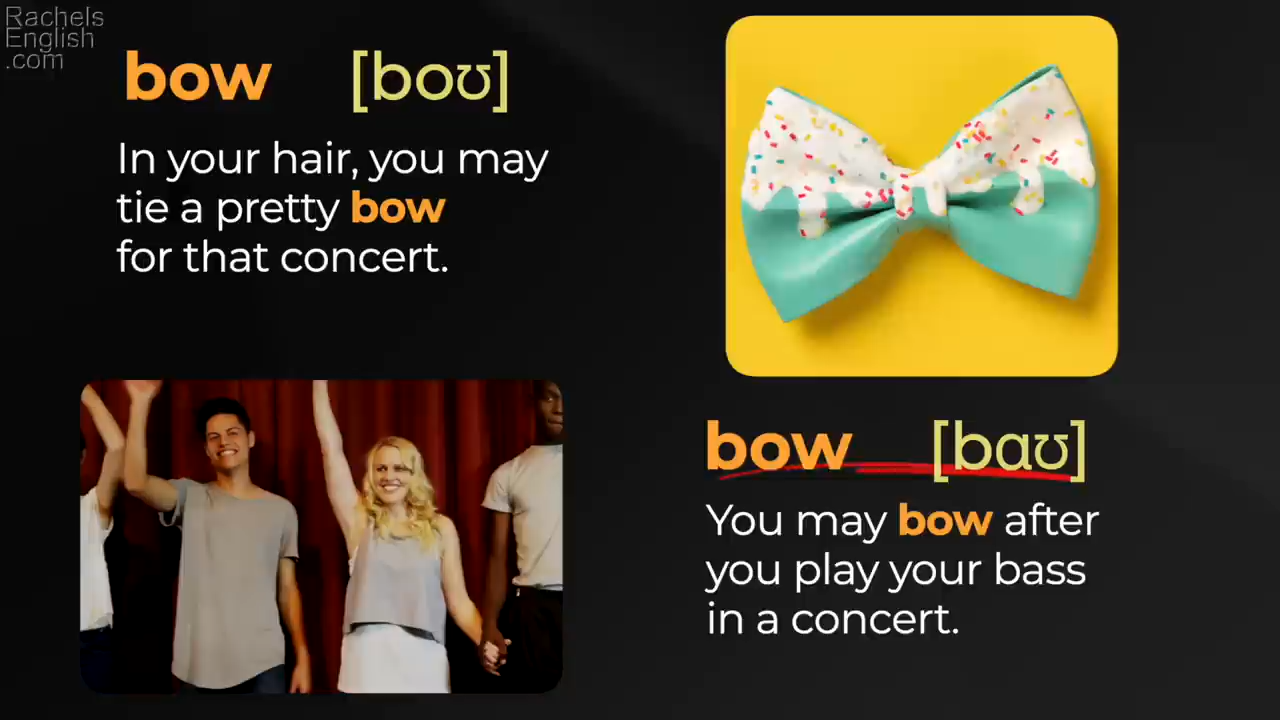 Rachels
English
.com
bow [boʊ]
In your hair, you may
tie a pretty bow
for that concert.
bow [bɑʊ]
You may bow after
you play your bass
in a concert.